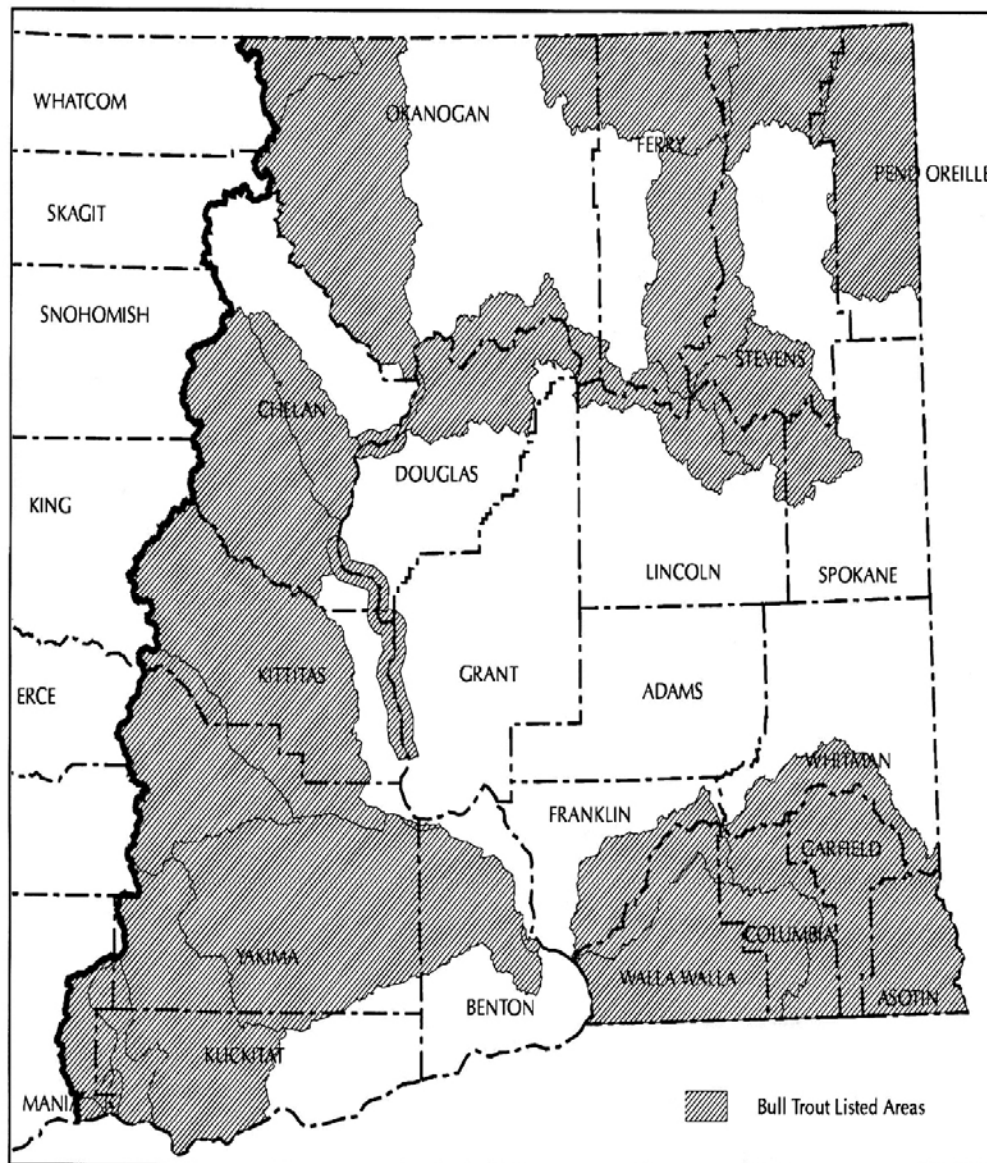 WHATCOM
OKANOGAN
FERRY
PEND OREILLE
SKAGIT
SNOHOMISH
STEVENS
CHELAN
DOUGLAS
KING
LINCOLN
SPOKANE
KITTITAS
GRANT
ADAMS
ERCE
WHITMAN
FRANKLIN
GARFIELD
COLUMBIA
YAKIMA
WALLA WALLA
ASOTIN
BENTON
KLICKITAT
MANIA
Bull Trout Listed Areas